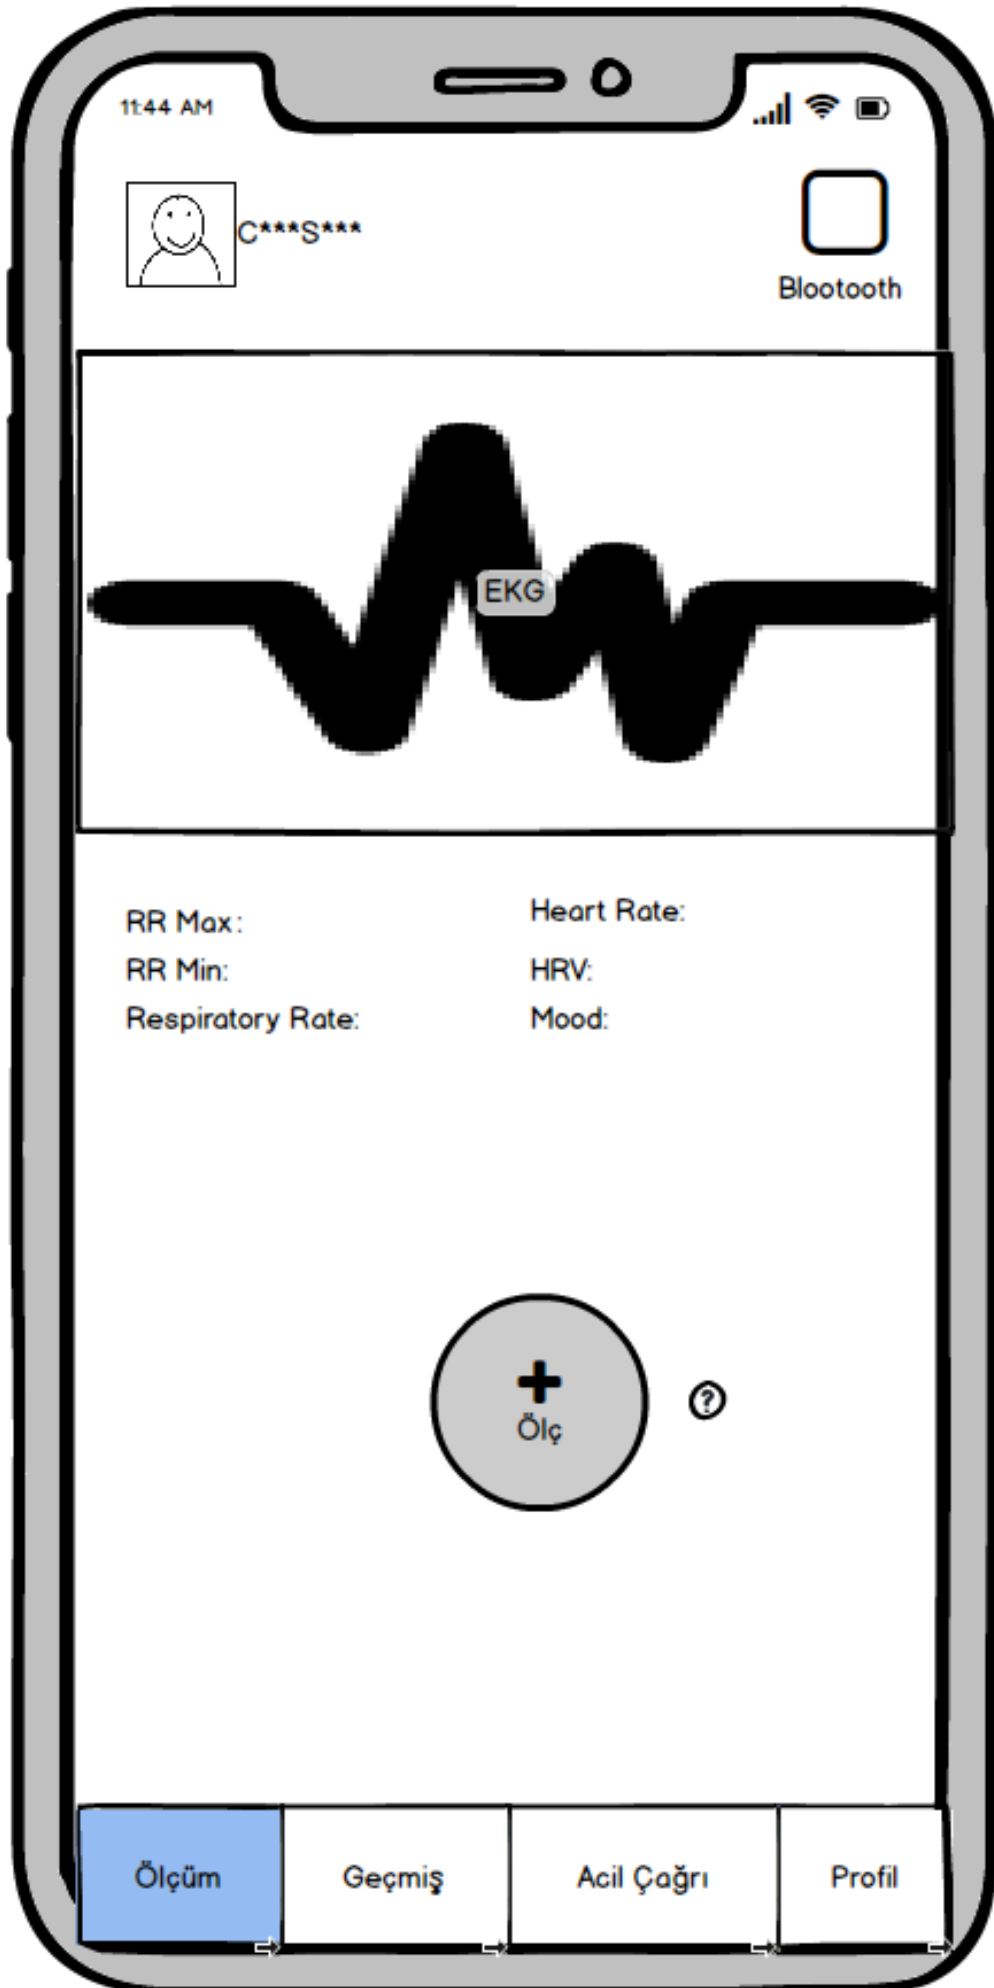 11:44 AM
C***S***
Blootooth
EKG
RR Max:
Heart Rate:
RR Min:
HRV:
Respiratory Rate:
Mood:
Ölç
?
Ölçüm
Geçmiş
Acil Çağrı
Profil